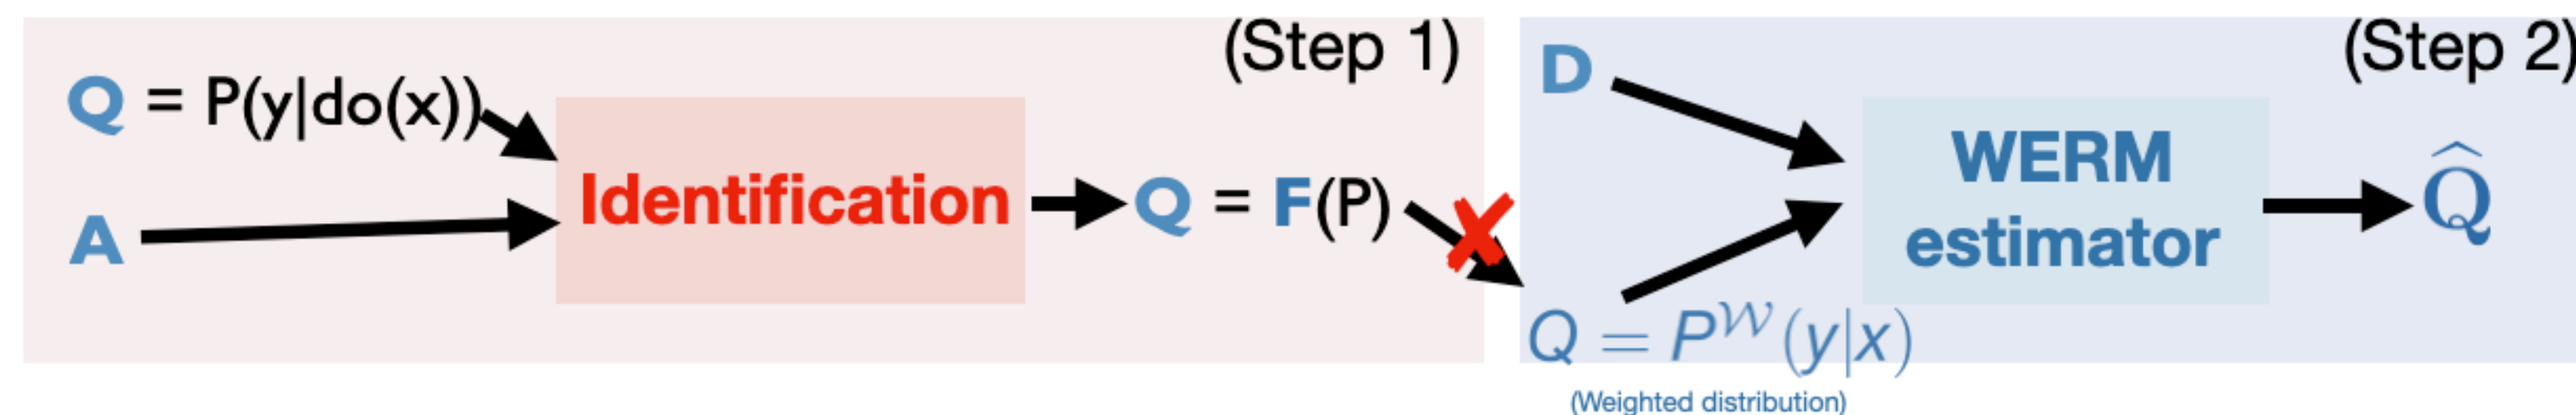 (Step 1)
Q = P(y|do(x))
A
Identification
Q = F(P)
(Step 2)
D
Q = P^𝒲(y|x)
(Weighted distribution)
WERM
estimator
Q̂